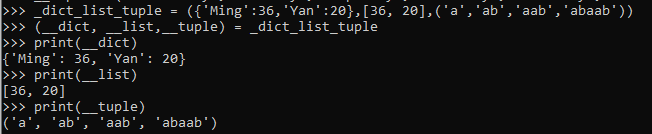 >>> _dict_list_tuple = ({'Ming':36,'Yan':20},[36, 20],('a','ab','aab','abaab'))
>>> (__dict, __list,__tuple) = _dict_list_tuple
>>> print(__dict)
{'Ming': 36, 'Yan': 20}
>>> print(__list)
[36, 20]
>>> print(__tuple)
('a', 'ab', 'aab', 'abaab')